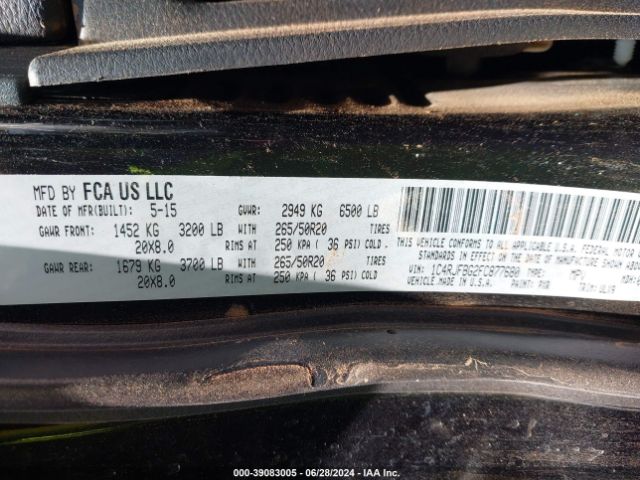 MFD BY FCA US LLC
DATE OF MFR(BUILT): 5-15 GVWR: 2949 KG 6500 LB
GAWR FRONT: 1452 KG 3200 LB WITH 265/50R20 TIRES
20X8.0 RIMS AT 250 KPA ( 36 PSI) COLD.
GAWR REAR: 1679 KG 3700 LB WITH 265/50R20 TIRES
20X8.0 RIMS AT 250 KPA ( 36 PSI) COLD.
THIS VEHICLE CONFORMS TO ALL APPLICABLE FEDERAL MOTOR
STANDARDS IN EFFECT ON THE DATE OF MANUFACTURE SHOWN
VIN: 1C4RJFBG2FC877680 TYPE: MPV
VEHICLE MADE IN U.S.A. PAINT: PXR TRIM: MDH:
000-39083005 - 06/28/2024 - IAA Inc.